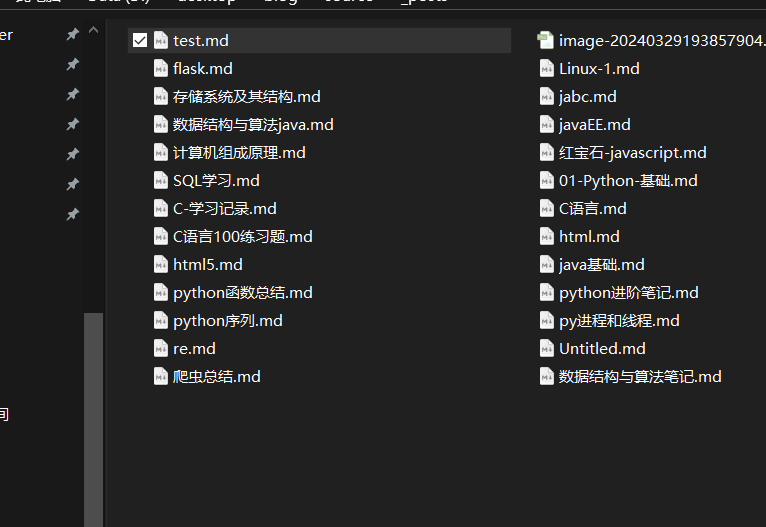 desktop
blog
source
_posts
er
test.md
flask.md
存储系统及其结构.md
数据结构与算法java.md
计算机组成原理.md
SQL学习.md
C-学习记录.md
C语言100练习题.md
html5.md
python函数总结.md
python序列.md
re.md
爬虫总结.md
image-20240329193857904.
Linux-1.md
jabc.md
javaEE.md
红宝石-javascript.md
01-Python-基础.md
C语言.md
html.md
java基础.md
python进阶笔记.md
py进程和线程.md
Untitled.md
数据结构与算法笔记.md
间